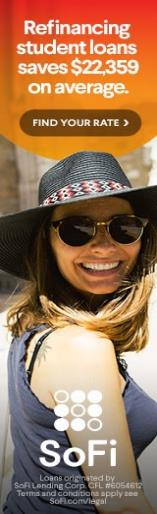 Refinancing
student loans
saves $22,359
on average.
FIND YOUR RATE >
SoFi
Loans originated by
SoFi Lending Corp. CFL #6054612.
Terms and conditions apply see
SoFi.com/legal